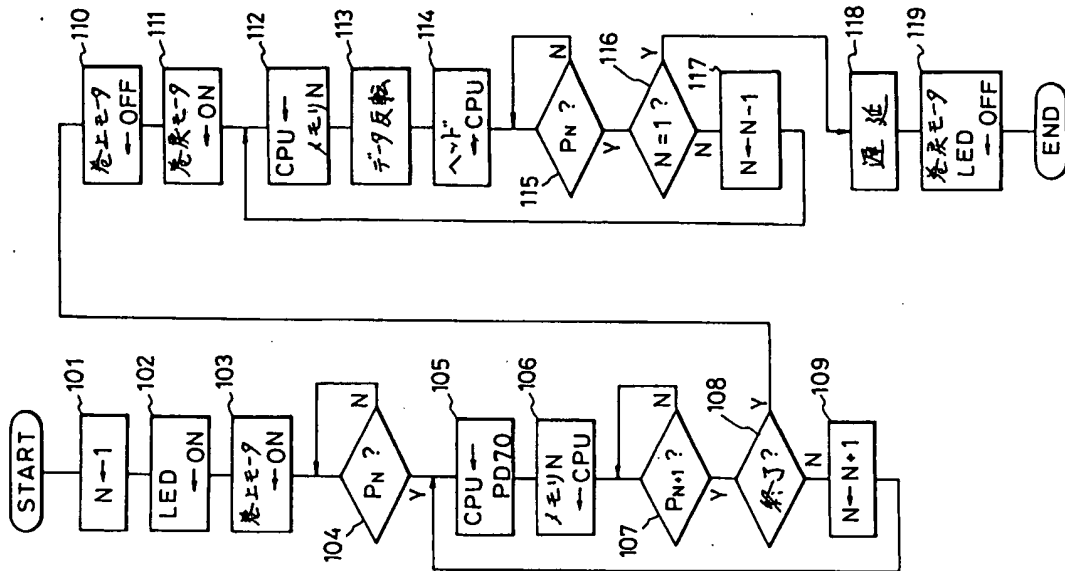 START
101
N←1
102
LED
←ON
103
巻上モータ
←ON
104
PN?
N
Y
105
CPU←
PD70
106
メモリN
←CPU
107
PN+1?
N
Y
108
終了?
Y
N
109
N←N+1
110
巻上モータ
←OFF
111
巻戻モータ
←ON
112
CPU←
メモリN
113
データ反転
114
ヘッド
←CPU
115
PN?
N
Y
116
N=1?
Y
N
117
N←N-1
118
遅延
119
巻戻モータ
LED
←OFF
END